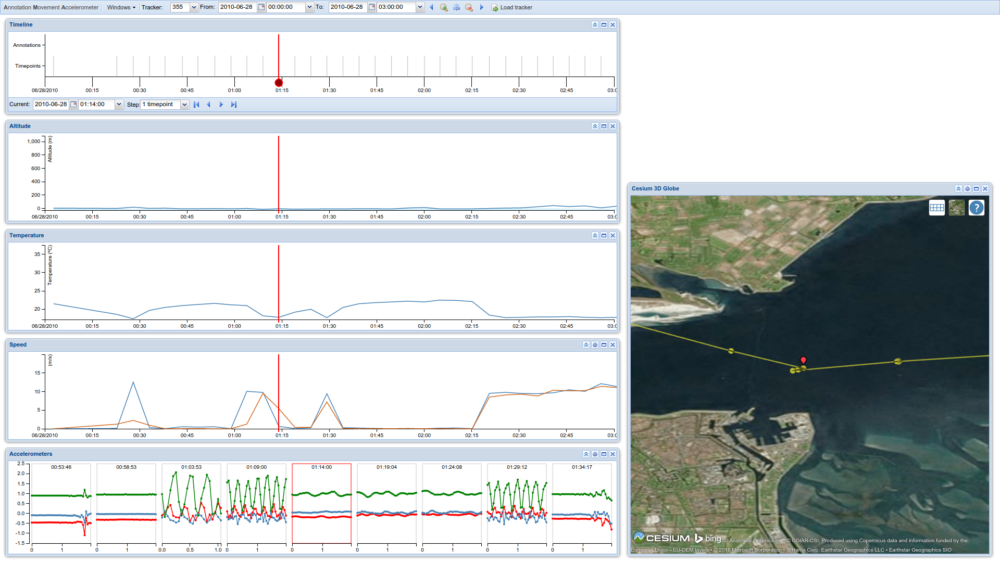 Annotation Movement Accelerometer Windows Tracker: 355 From: 2010-06-28 00:00:00 To: 2010-06-28 03:00:00 Load tracker
Timeline
Annotations
Timepoints
06/28/2010 00:15 00:30 00:45 01:00 01:15 01:30 01:45 02:00 02:15 02:30 02:45 03:0
Current: 2010-06-28 01:14:00 Step: 1 timepoint
Altitude
Altitude (m)
1,000
800
600
400
200
0
06/28/2010 00:15 00:30 00:45 01:00 01:15 01:30 01:45 02:00 02:15 02:30 02:45 03:0
Temperature
Temperature (°C)
35
30
25
20
06/28/2010 00:15 00:30 00:45 01:00 01:15 01:30 01:45 02:00 02:15 02:30 02:45 03:0
Speed
(m/s)
15
10
5
0
06/28/2010 00:15 00:30 00:45 01:00 01:15 01:30 01:45 02:00 02:15 02:30 02:45 03:0
Accelerometers
00:53:46 00:58:53 01:03:53 01:09:00 01:14:00 01:19:04 01:24:08 01:29:12 01:34:17
2.5
2.0
1.5
1.0
0.5
0.0
-0.5
-1.0
-1.5
0 1 0 1 0.0 0.5 1.0 0 1 0 1 0 1 0 1 0 1 0 1
Cesium 3D Globe
?
CESIUM bing © Analytical Graphics Inc., © CGIAR-CSI, Produced using Copernicus data and information funded by the
European Union - EU-DEM layers • © 2016 Microsoft Corporation • © Harris Corp, Earthstar Geographics LLC • Earthstar Geographics SIO